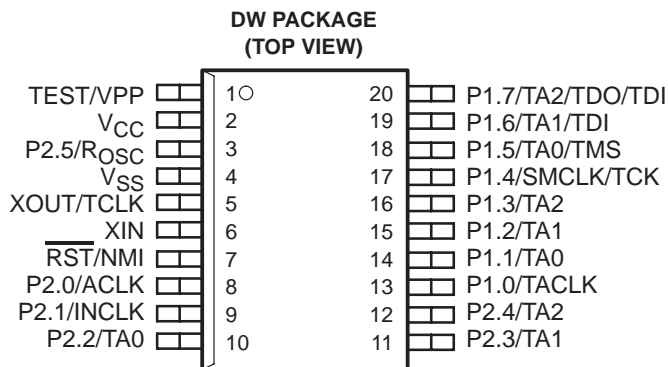 DW PACKAGE
(TOP VIEW)
TEST/VPP 1 20 P1.7/TA2/TDO/TDI
VCC 2 19 P1.6/TA1/TDI
P2.5/ROSC 3 18 P1.5/TA0/TMS
VSS 4 17 P1.4/SMCLK/TCK
XOUT/TCLK 5 16 P1.3/TA2
XIN 6 15 P1.2/TA1
RST/NMI 7 14 P1.1/TA0
P2.0/ACLK 8 13 P1.0/TACLK
P2.1/INCLK 9 12 P2.4/TA2
P2.2/TA0 10 11 P2.3/TA1